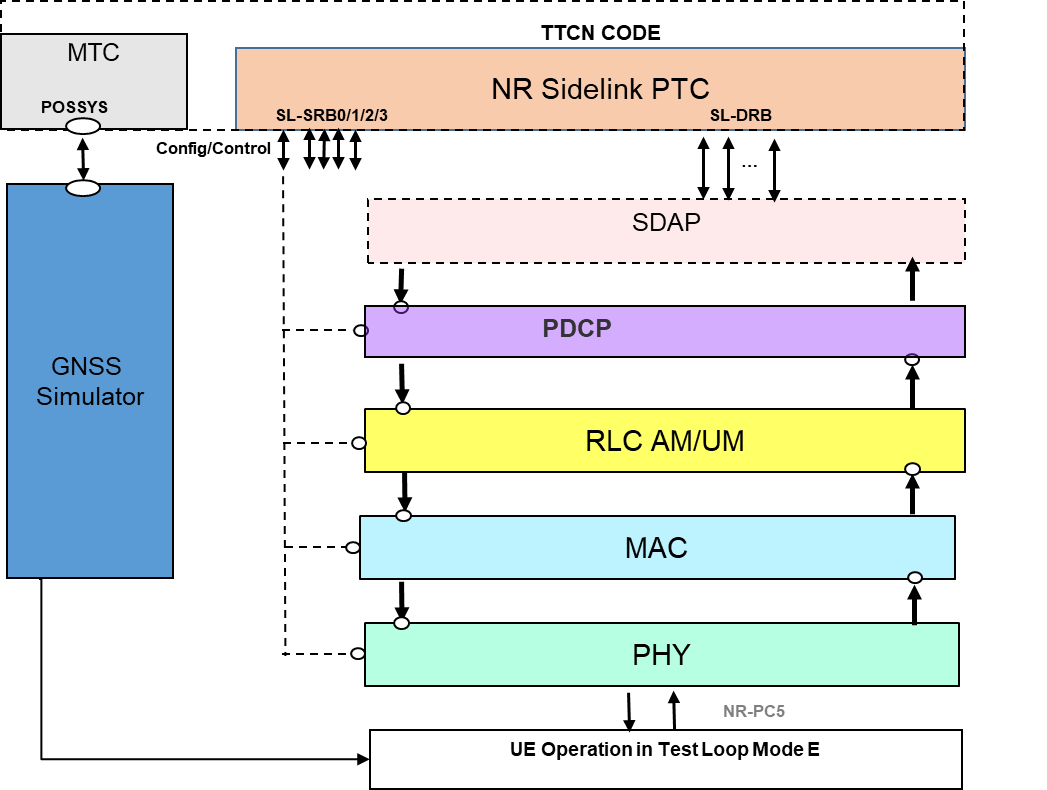 TTCN CODE
MTC
NR Sidelink PTC
POSSYS
SL-SRB0/1/2/3
SL-DRB
Config/Control
...
SDAP
PDCP
GNSS
Simulator
RLC AM/UM
MAC
PHY
NR-PC5
UE Operation in Test Loop Mode E